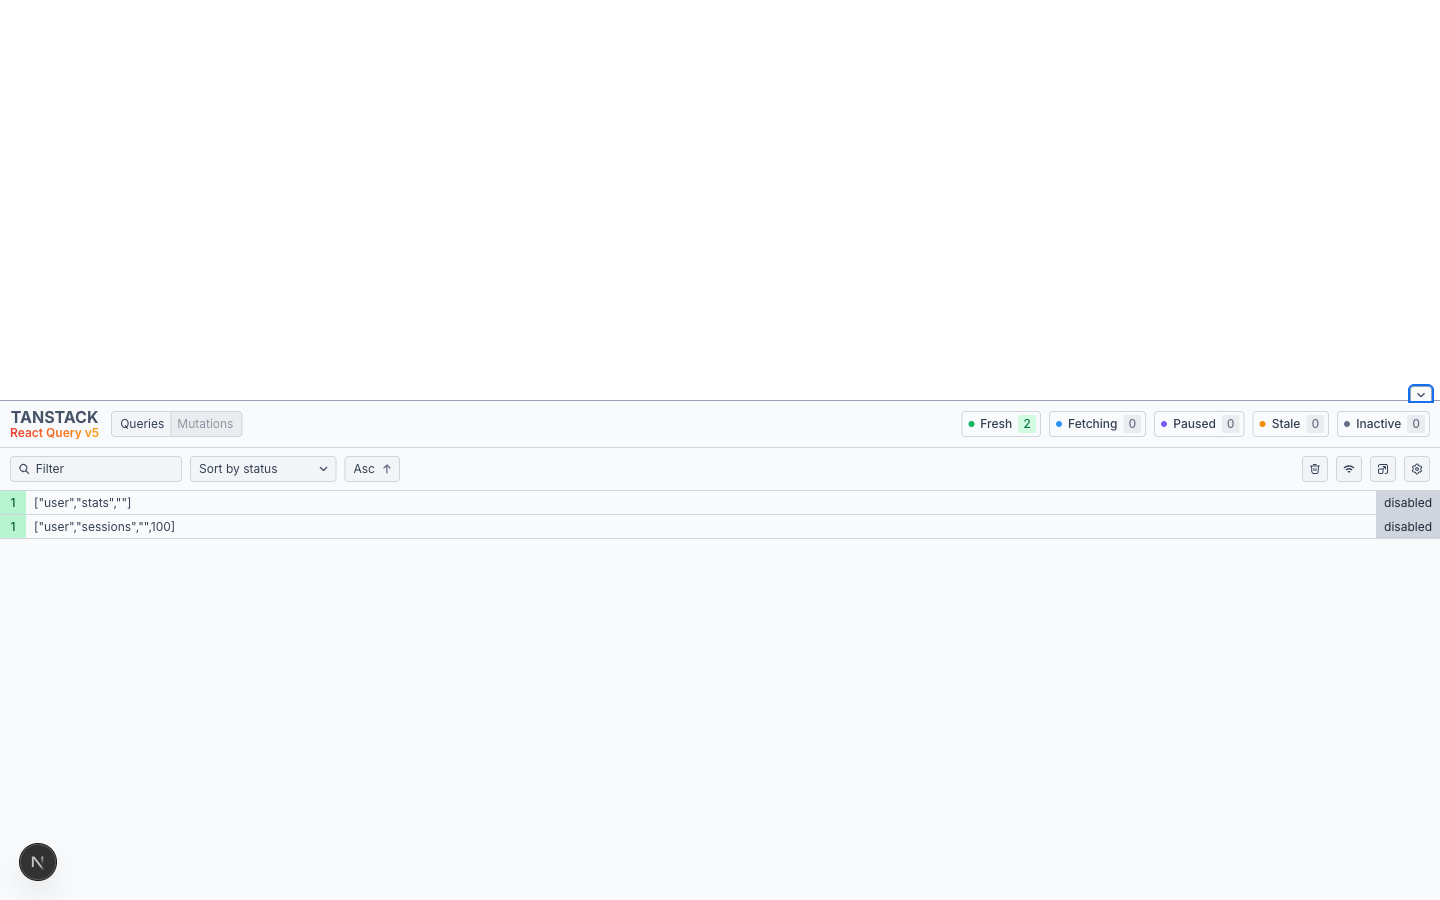 TANSTACK
React Query v5
Queries Mutations
Fresh 2 Fetching 0 Paused 0 Stale 0 Inactive 0
Filter Sort by status Asc
1 ["user","stats",""] disabled
1 ["user","sessions","",100] disabled
N